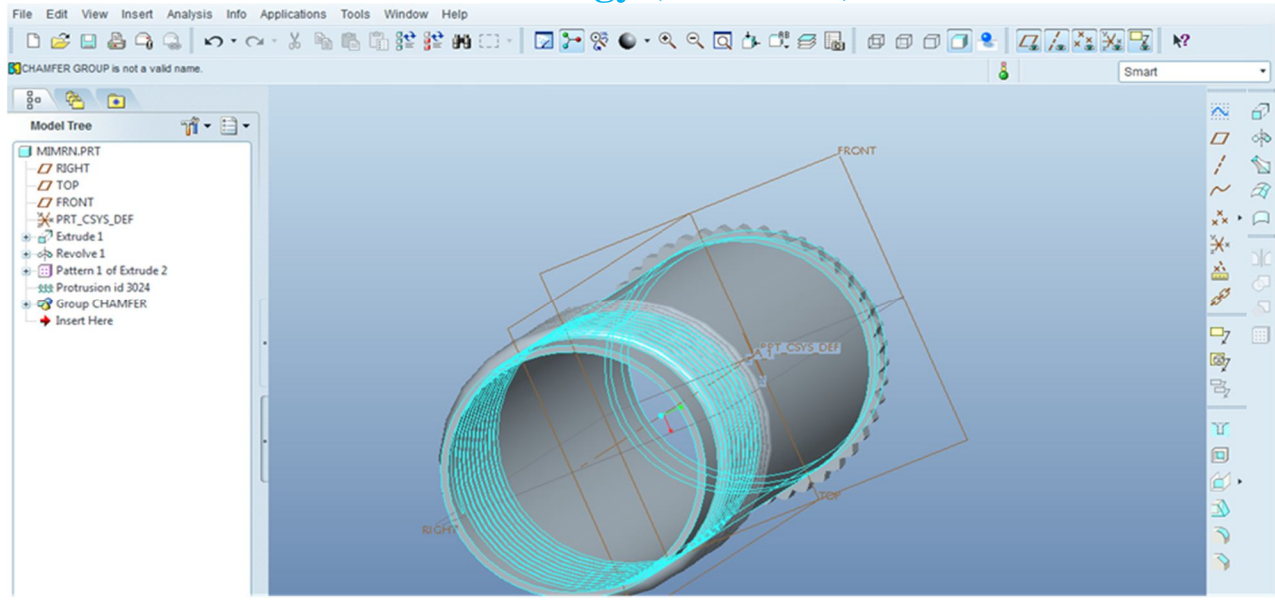 File Edit View Insert Analysis Info Applications Tools Window Help
CHAMFER GROUP is not a valid name.
Smart
Model Tree
MIMRN.PRT
RIGHT
TOP
FRONT
PRT_CSYS_DEF
Extrude 1
Revolve 1
Pattern 1 of Extrude 2
Protrusion id 3024
Group CHAMFER
Insert Here
FRONT
PRT_CSYS_DEF
TOP
RIGHT